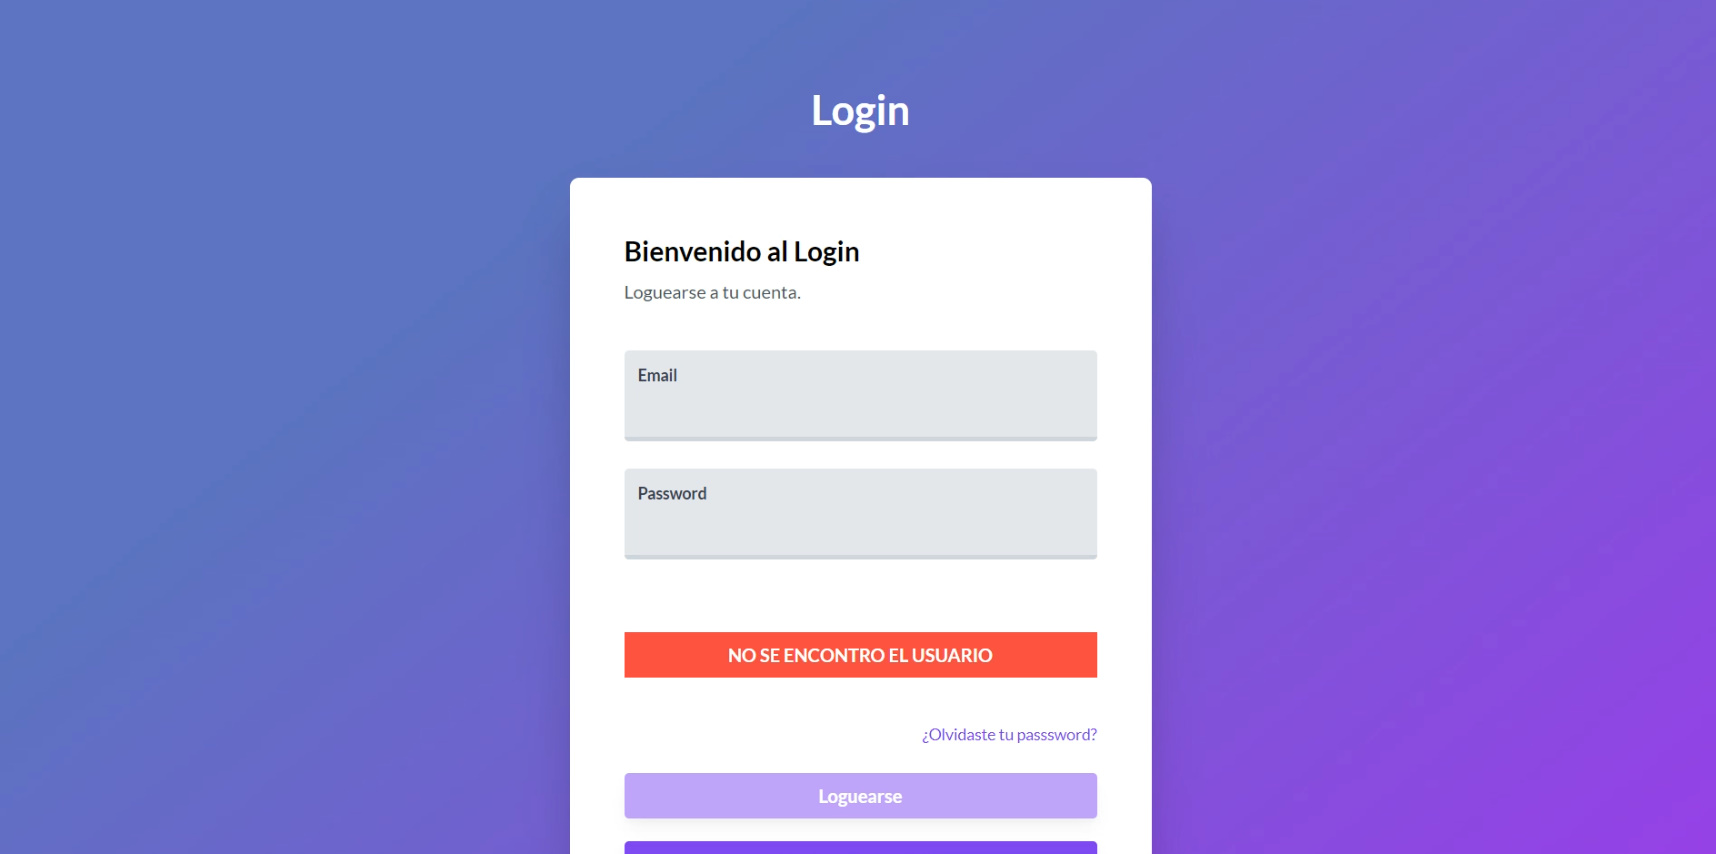 Login
Bienvenido al Login
Loguearse a tu cuenta.
Email
Password
NO SE ENCONTRO EL USUARIO
¿Olvidaste tu passsword?
Loguearse